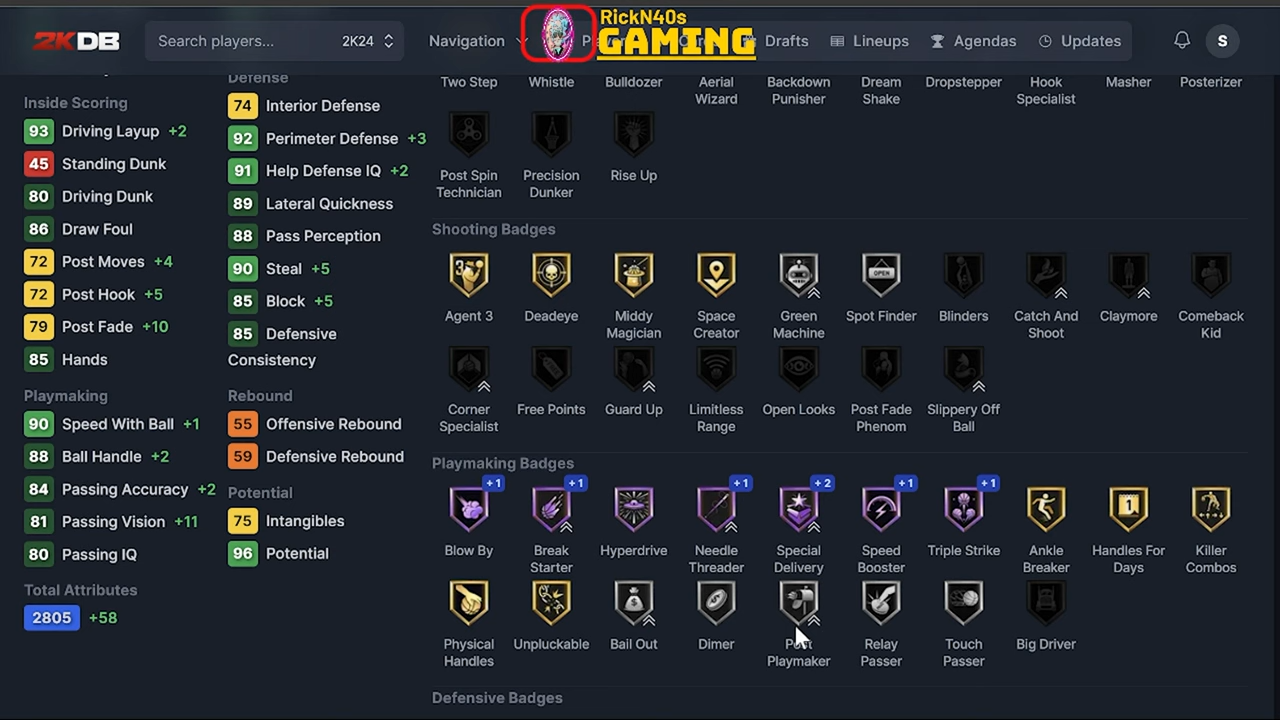 2KDB
Search players...
2K24
Navigation
RickN40s
GAMING
Drafts
Lineups
Agendas
Updates
S
Inside Scoring
93 Driving Layup +2
45 Standing Dunk
80 Driving Dunk
86 Draw Foul
72 Post Moves +4
72 Post Hook +5
79 Post Fade +10
85 Hands
Playmaking
90 Speed With Ball +1
88 Ball Handle +2
84 Passing Accuracy +2
81 Passing Vision +11
80 Passing IQ
Total Attributes
2805 +58
Defense
74 Interior Defense
92 Perimeter Defense +3
91 Help Defense IQ +2
89 Lateral Quickness
88 Pass Perception
90 Steal +5
85 Block +5
85 Defensive
Consistency
Rebound
55 Offensive Rebound
59 Defensive Rebound
Potential
75 Intangibles
96 Potential
Two Step
Whistle
Bulldozer
Aerial
Wizard
Backdown
Punisher
Dream
Shake
Dropstepper
Hook
Specialist
Masher
Posterizer
Post Spin
Technician
Precision
Dunker
Rise Up
Shooting Badges
Agent 3
Deadeye
Middy
Magician
Space
Creator
Green
Machine
OPEN
Spot Finder
Blinders
Catch And
Shoot
Claymore
Comeback
Kid
Corner
Specialist
Free Points
Guard Up
Limitless
Range
Open Looks
Post Fade
Phenom
Slippery Off
Ball
Playmaking Badges
+1
Blow By
+1
Break
Starter
Hyperdrive
+1
Needle
Threader
+2
Special
Delivery
+1
Speed
Booster
+1
Triple Strike
Ankle
Breaker
1
Handles For
Days
Killer
Combos
Physical
Handles
Unpluckable
Bail Out
Dimer
Post
Playmaker
Relay
Passer
Touch
Passer
Big Driver
Defensive Badges